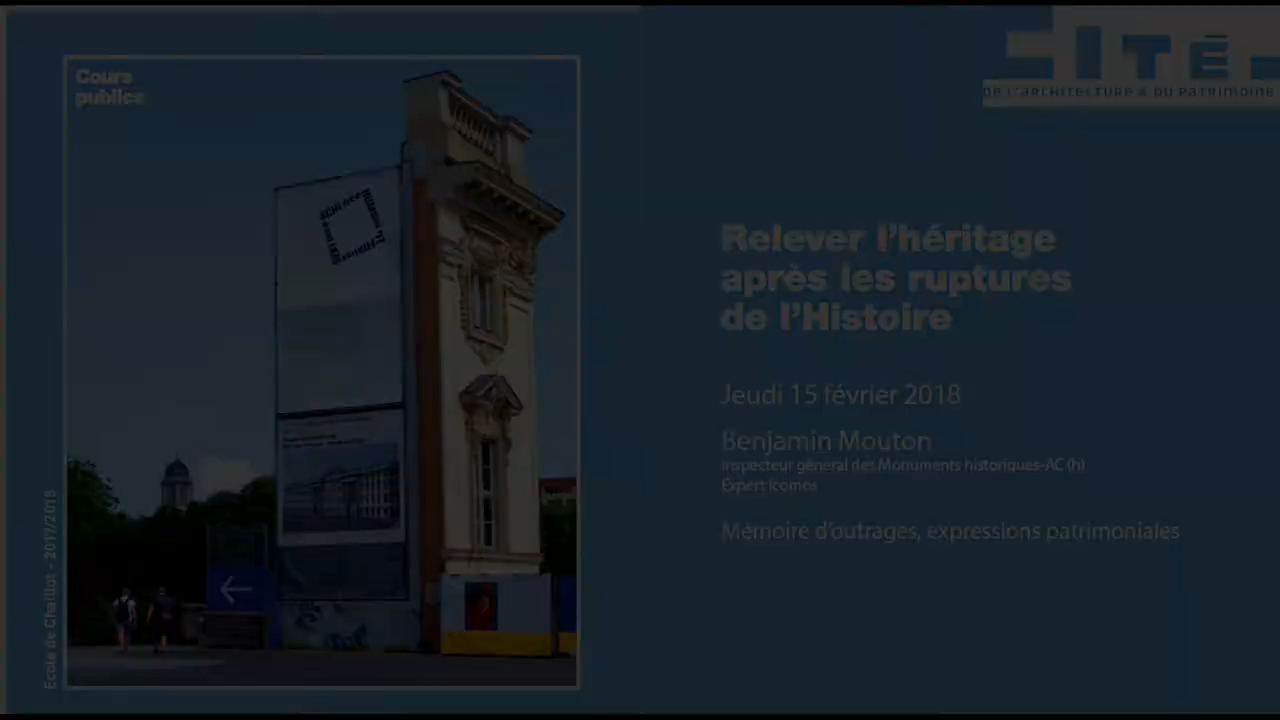 Cours
publics
CITÉ
DE L'ARCHITECTURE & DU PATRIMOINE
Relever l'héritage
après les ruptures
de l'Histoire
Jeudi 15 février 2018
Benjamin Mouton
inspecteur général des Monuments historiques-AC (h)
Expert Icomos
Mémoire d'outrages, expressions patrimoniales
Ecole de Chaillot - 2017/2018